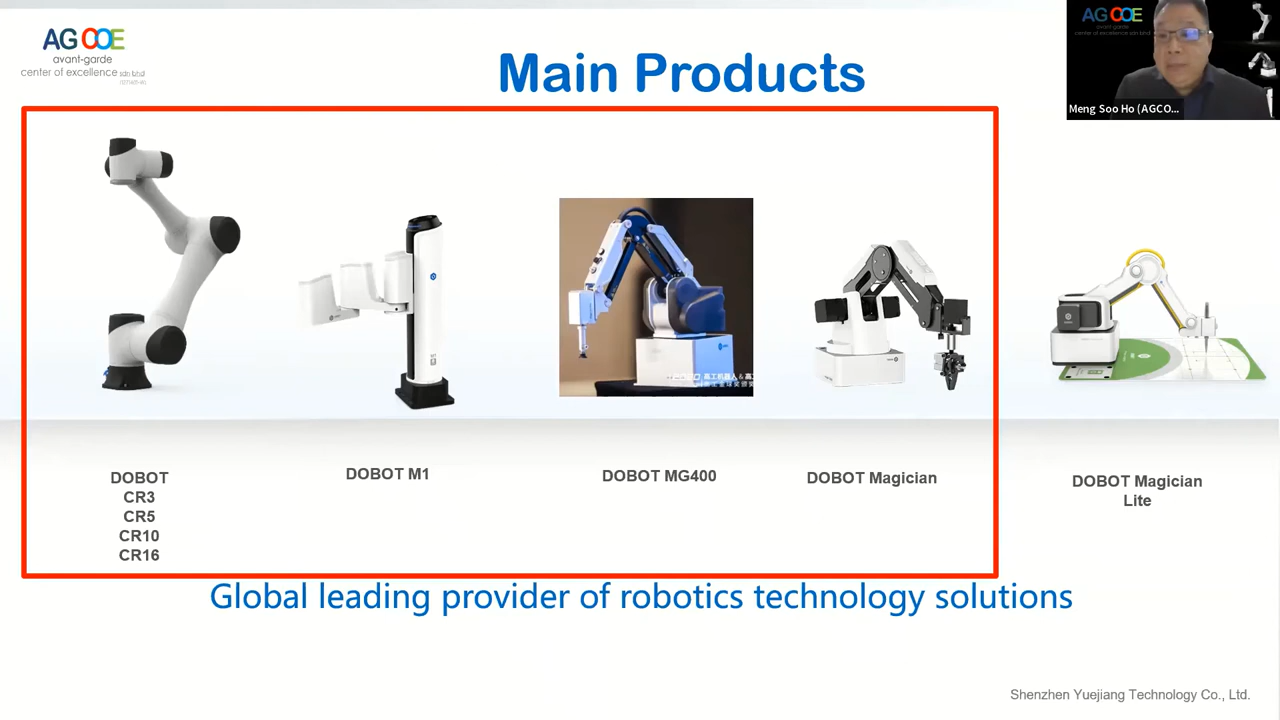 AG COE
avant-garde
center of excellence sdn bhd
Main Products
AG COE
avant-garde
center of excellence sdn bhd
Meng Soo Ho (AGCO...
DOBOT
CR3
CR5
CR10
CR16
DOBOT M1
DOBOT MG400
DOBOT Magician
DOBOT Magician
Lite
Global leading provider of robotics technology solutions
Shenzhen Yuejiang Technology Co., Ltd.